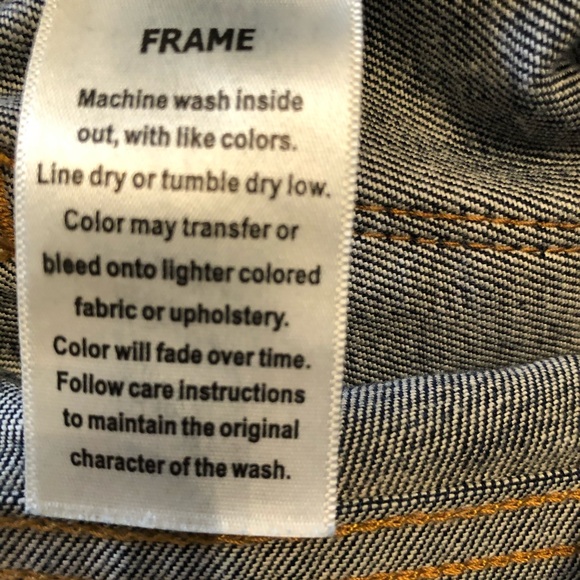 FRAME
Machine wash inside
out, with like colors.
Line dry or tumble dry low.
Color may transfer or
bleed onto lighter colored
fabric or upholstery.
Color will fade over time.
Follow care instructions
to maintain the original
character of the wash.